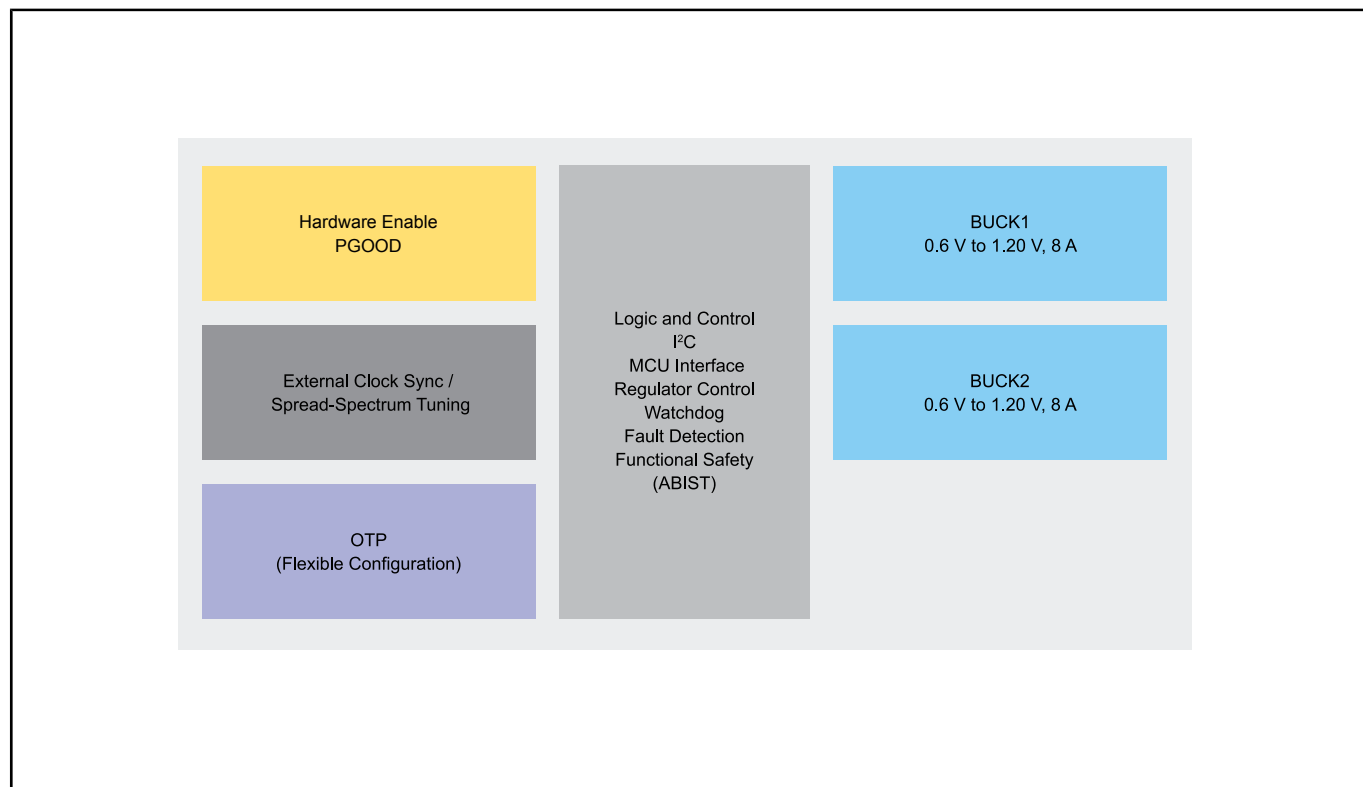 Hardware Enable
PGOOD
External Clock Sync /
Spread-Spectrum Tuning
OTP
(Flexible Configuration)
Logic and Control
I²C
MCU Interface
Regulator Control
Watchdog
Fault Detection
Functional Safety
(ABIST)
BUCK1
0.6 V to 1.20 V, 8 A
BUCK2
0.6 V to 1.20 V, 8 A